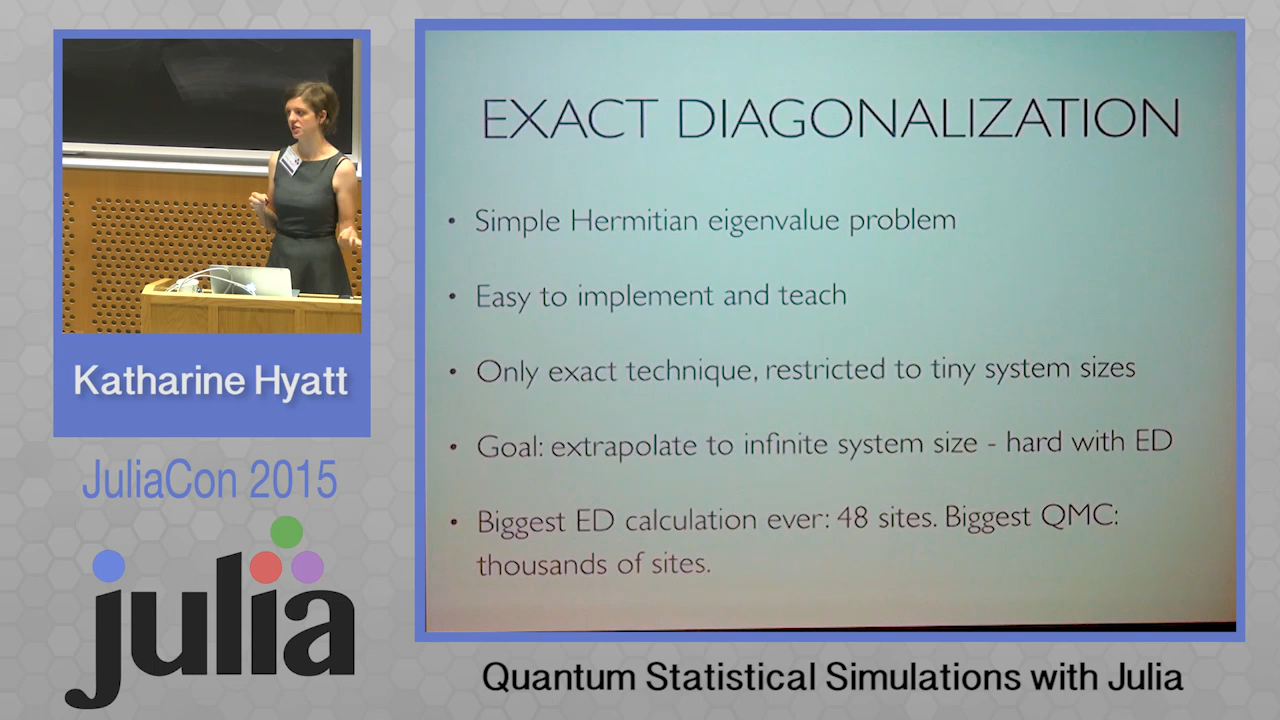 EXACT DIAGONALIZATION
• Simple Hermitian eigenvalue problem
• Easy to implement and teach
• Only exact technique, restricted to tiny system sizes
• Goal: extrapolate to infinite system size - hard with ED
• Biggest ED calculation ever: 48 sites. Biggest QMC:
thousands of sites.
Katharine Hyatt
JuliaCon 2015
julia
Quantum Statistical Simulations with Julia